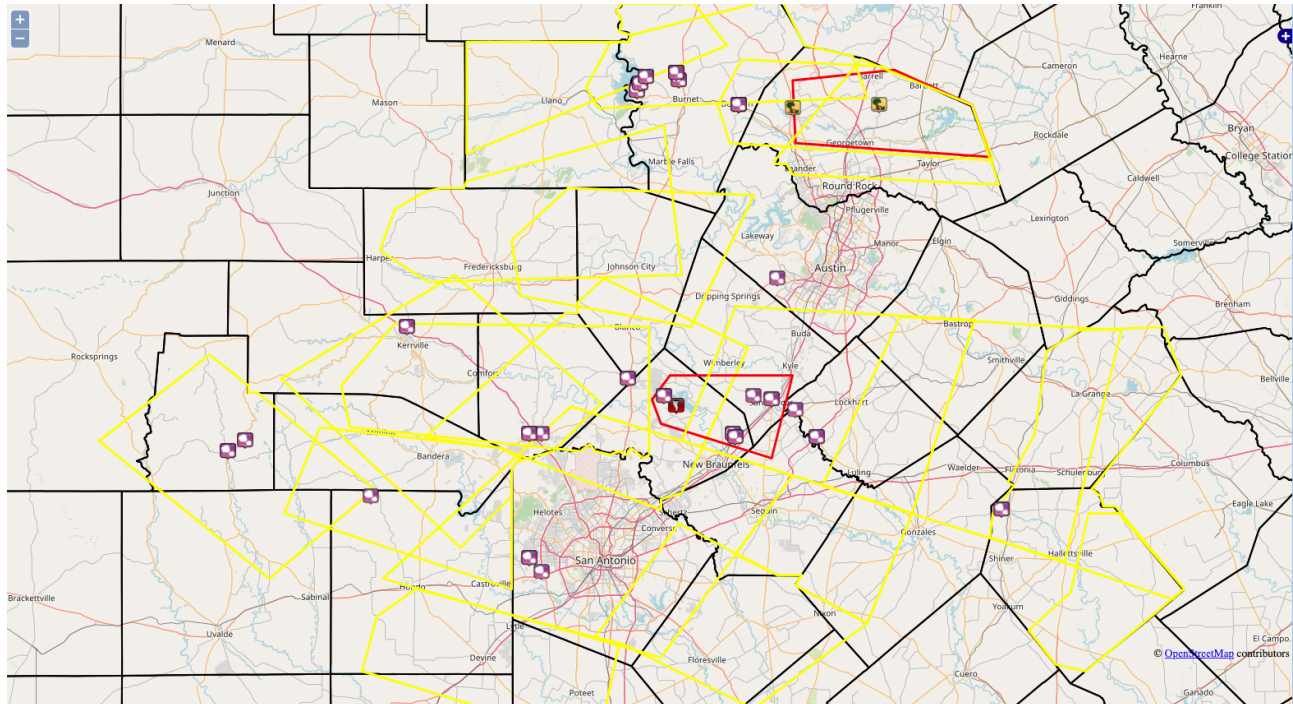 +
−
+
Franklin
Menard
Hearne
Cameron
Mason
Llano
Burnet
Rockdale
Bryan
College Station
Georgetown
Taylor
Marble Falls
Caldwell
Junction
Round Rock
Pflugerville
Lexington
Lakeway
Manor
Elgin
Somerville
Harper
Fredericksburg
Johnson City
Austin
Dripping Springs
Giddings
Brenham
Blanco
Buda
Bastrop
Rocksprings
Kerrville
Wimberley
Kyle
Smithville
Comfort
Bellville
Lockhart
La Grange
Bandera
New Braunfels
Luling
Waelder
Flatonia
Schulenburg
Columbus
Helotes
Schertz
Seguin
Eagle Lake
Converse
Gonzales
San Antonio
Shiner
Hallettsville
Castroville
Hondo
Brackettville
Sabinal
Yoakum
Nixon
Uvalde
Lytle
Devine
Floresville
El Campo
© OpenStreetMap contributors
Cuero
Poteet
Ganado